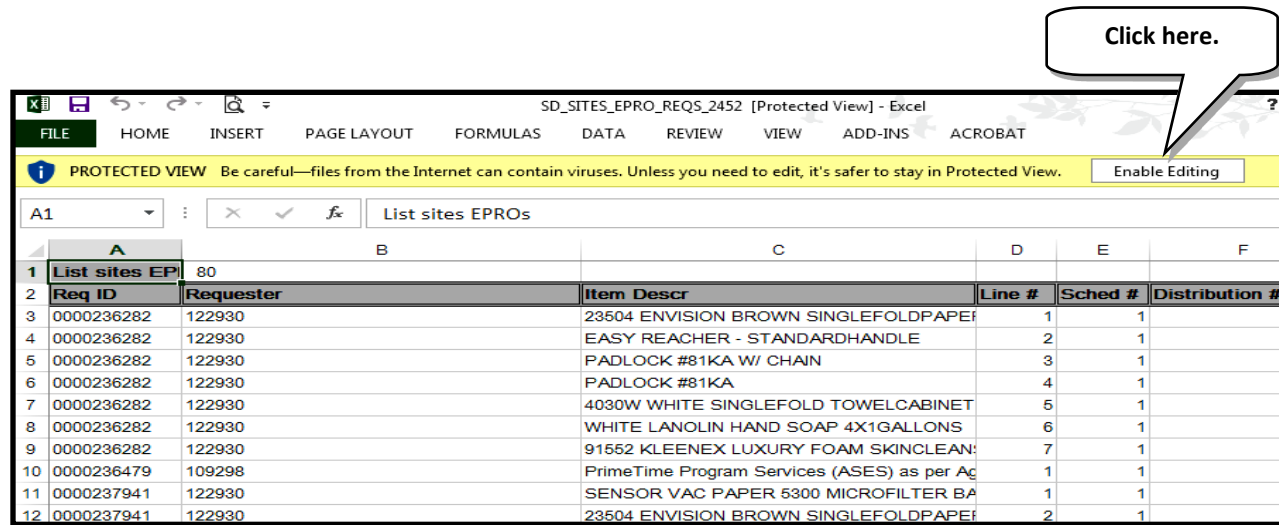 Click here.
SD_SITES_EPRO_REQS_2452 [Protected View] - Excel ?
FILE HOME INSERT PAGE LAYOUT FORMULAS DATA REVIEW VIEW ADD-INS ACROBAT
PROTECTED VIEW Be careful—files from the Internet can contain viruses. Unless you need to edit, it's safer to stay in Protected View. Enable Editing
A1 fx List sites EPROs
A B C D E F
1 List sites EP 80
2 Req ID Requester Item Descr Line # Sched # Distribution #
3 0000236282 122930 23504 ENVISION BROWN SINGLEFOLDPAPE 1 1
4 0000236282 122930 EASY REACHER - STANDARDHANDLE 2 1
5 0000236282 122930 PADLOCK #81KA W/ CHAIN 3 1
6 0000236282 122930 PADLOCK #81KA 4 1
7 0000236282 122930 4030W WHITE SINGLEFOLD TOWELCABINET 5 1
8 0000236282 122930 WHITE LANOLIN HAND SOAP 4X1GALLONS 6 1
9 0000236282 122930 91552 KLEENEX LUXURY FOAM SKINCLEAN 7 1
10 0000236479 109298 PrimeTime Program Services (ASES) as per Ag 1 1
11 0000237941 122930 SENSOR VAC PAPER 5300 MICROFILTER BA 1 1
12 0000237941 122930 23504 ENVISION BROWN SINGLEFOLDPAPE 2 1